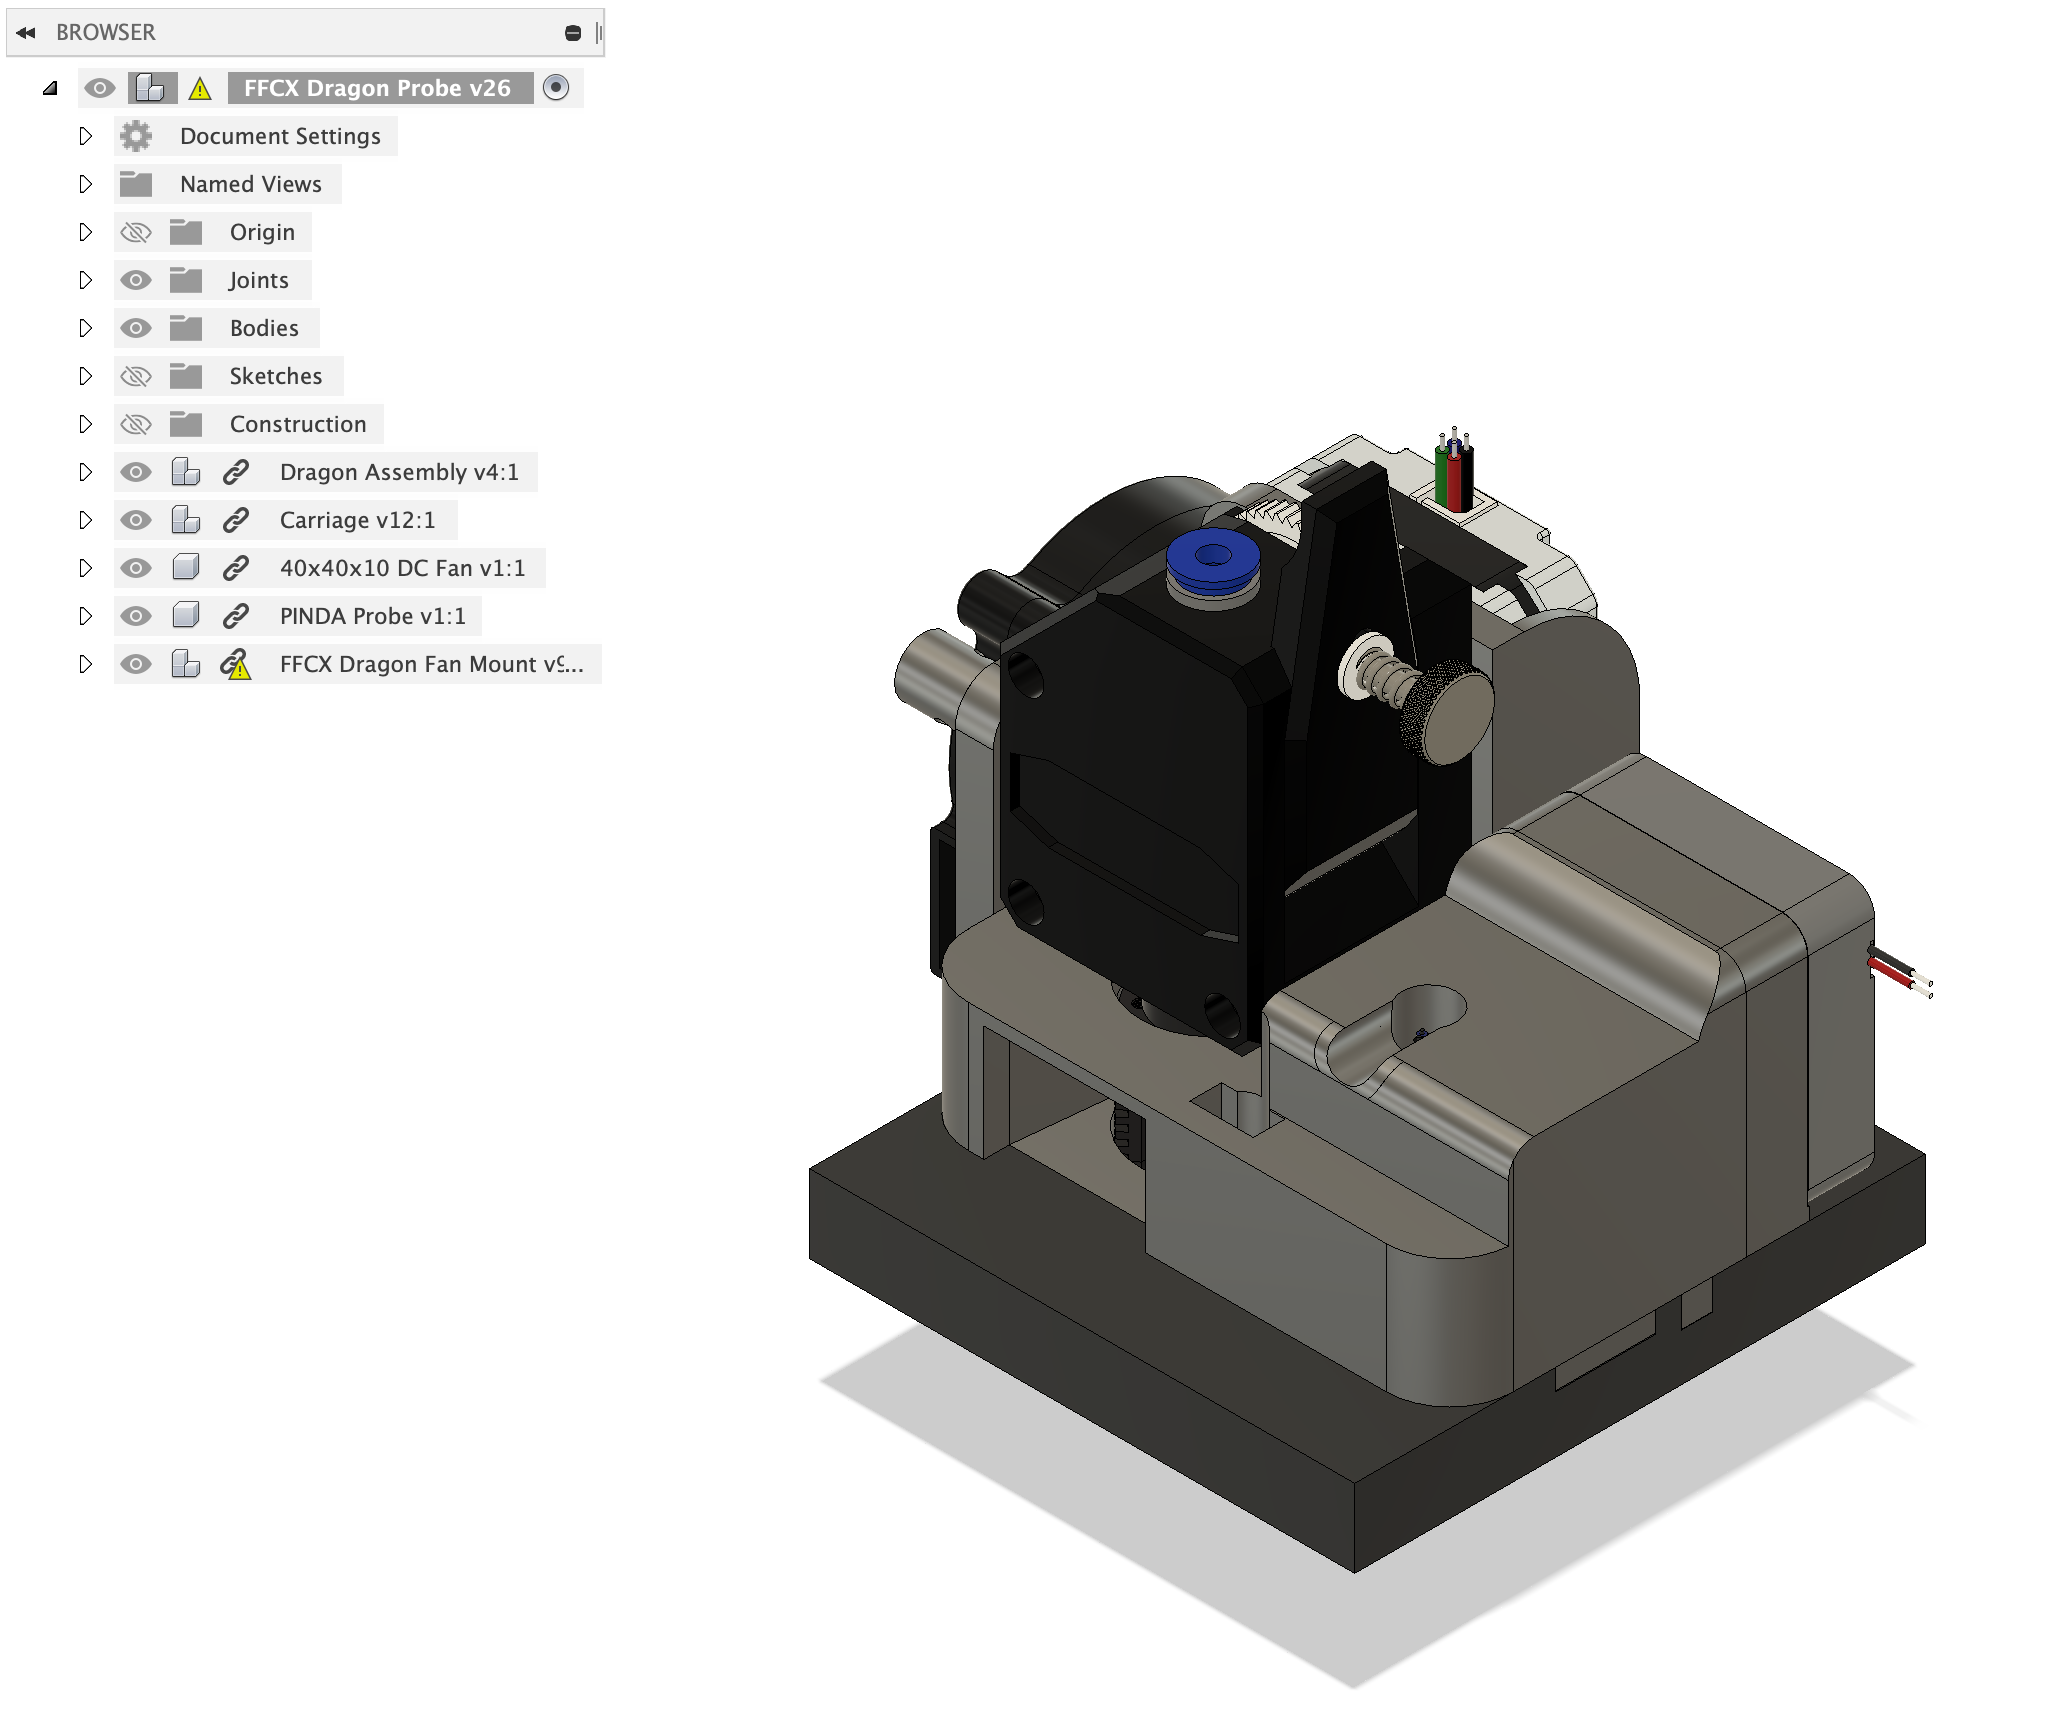 BROWSER
FFCX Dragon Probe v26
Document Settings
Named Views
Origin
Joints
Bodies
Sketches
Construction
Dragon Assembly v4:1
Carriage v12:1
40x40x10 DC Fan v1:1
PINDA Probe v1:1
FFCX Dragon Fan Mount v9...